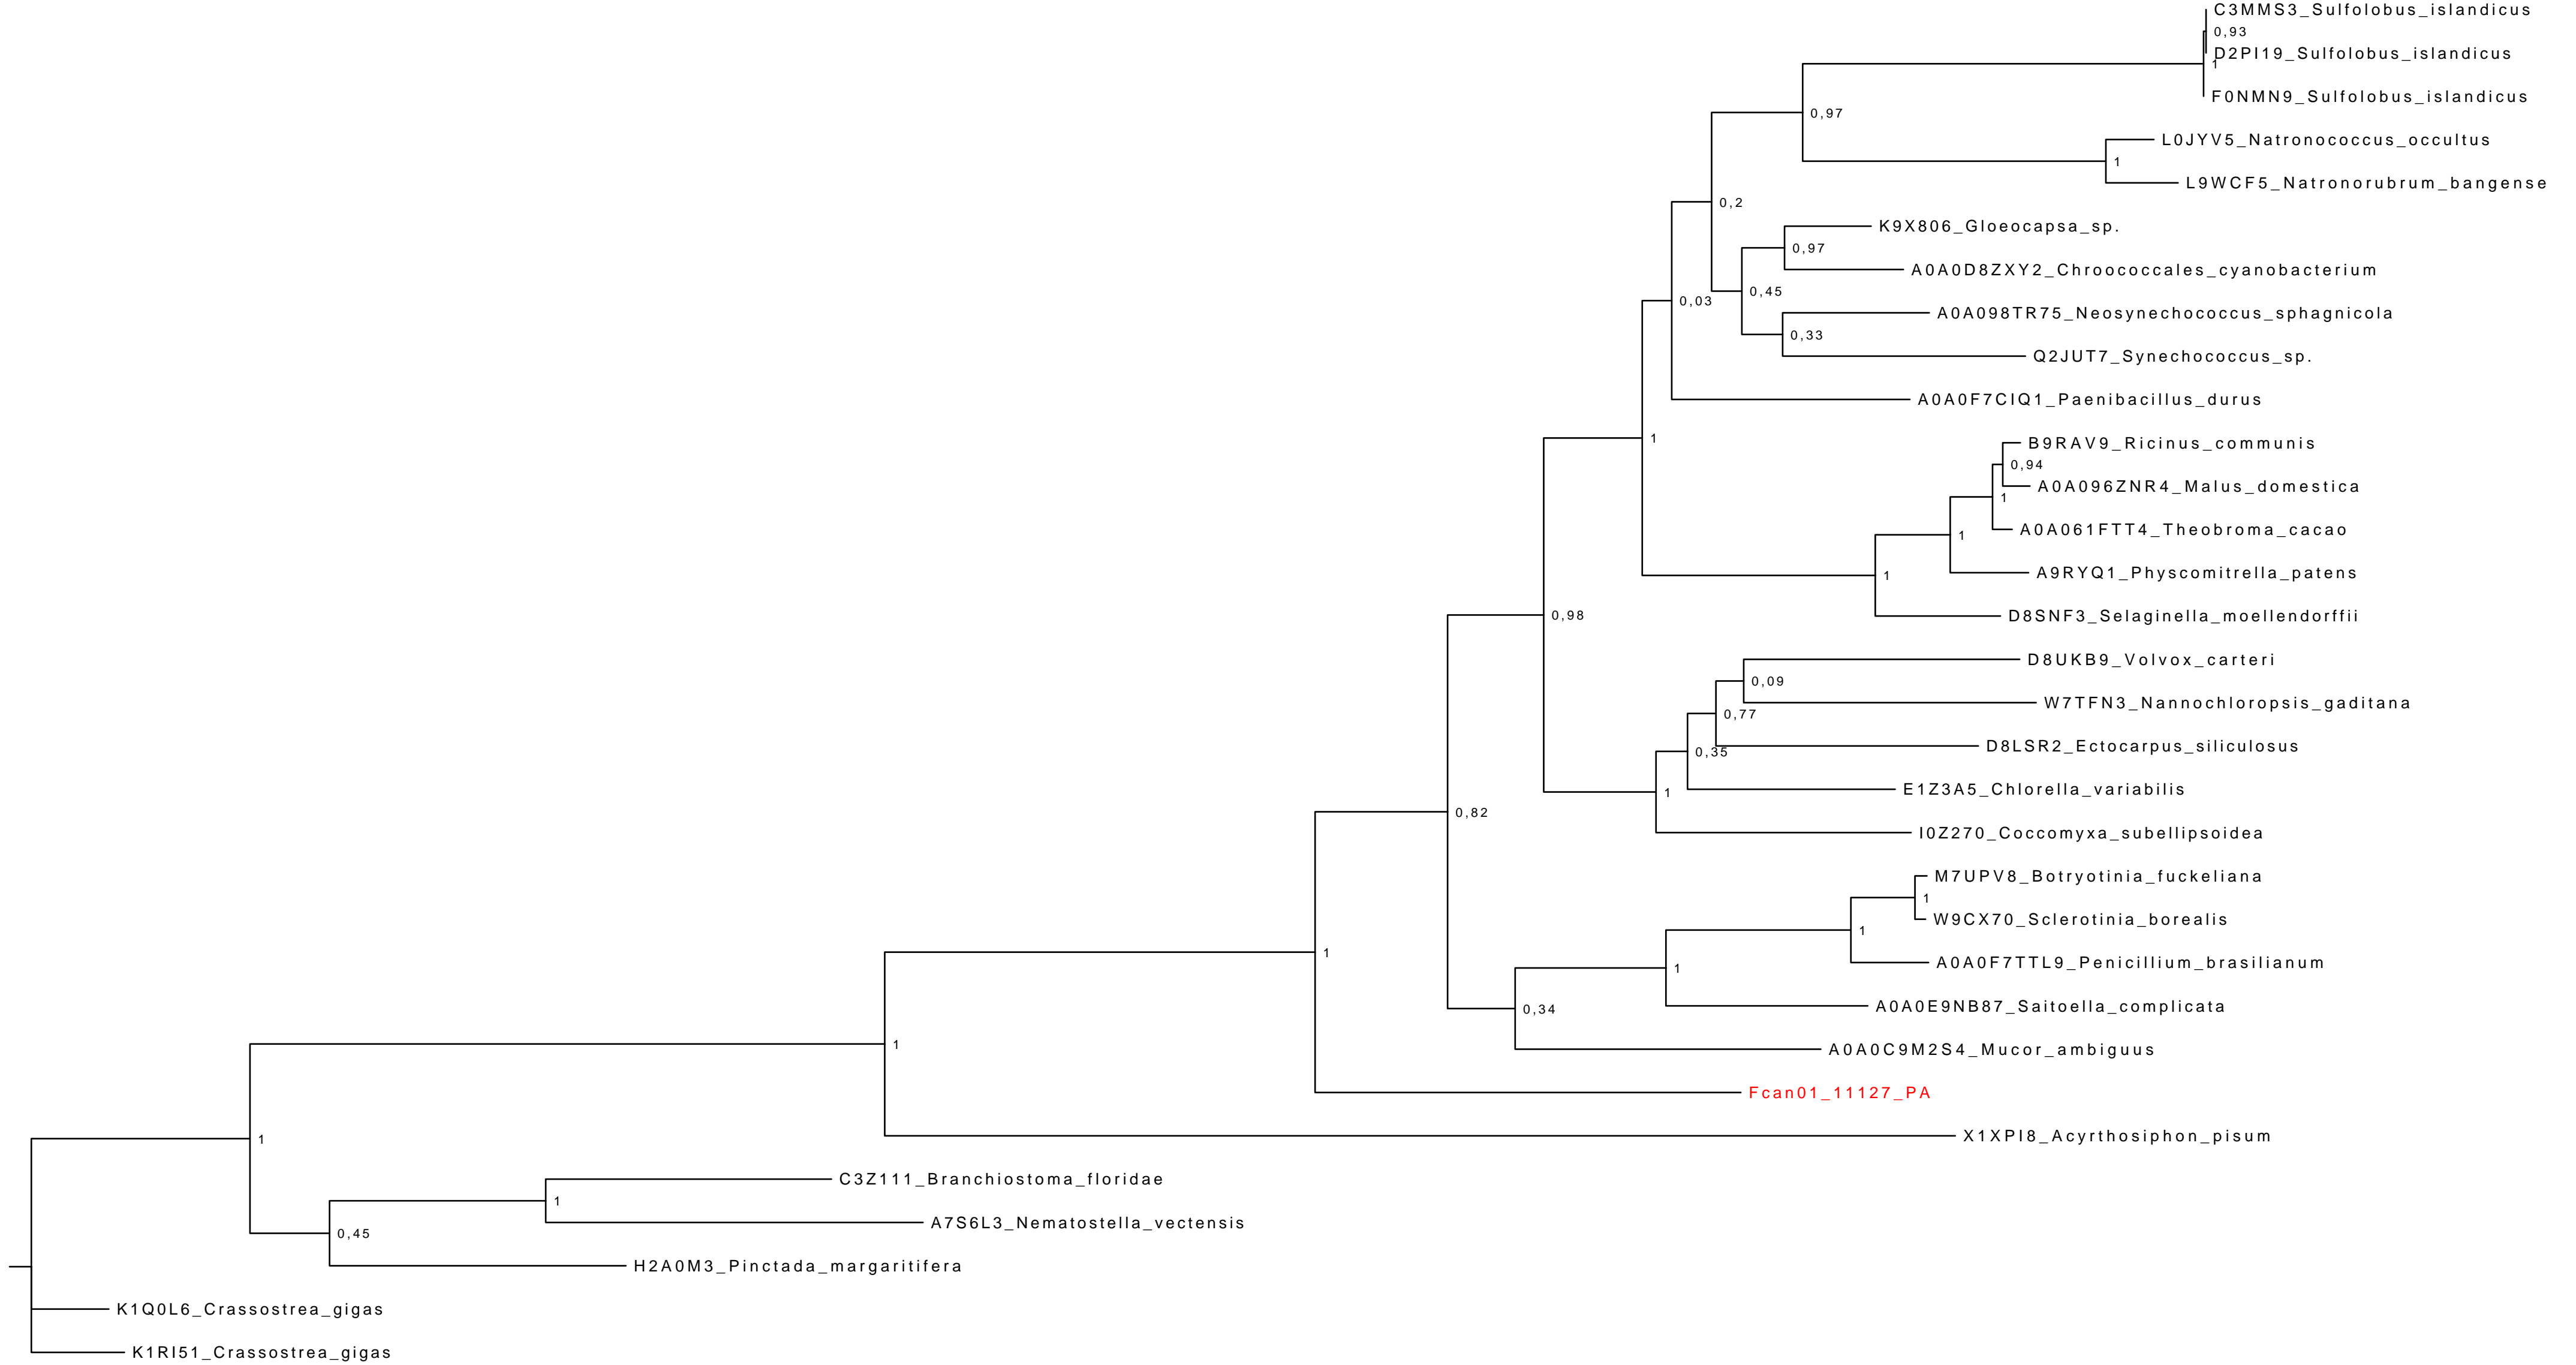 C3MMS3_Sulfolobus_islandicus
0,93
D2PI19_Sulfolobus_islandicus
1
F0NMN9_Sulfolobus_islandicus
0,97
L0JYV5_Natronococcus_occultus
1
L9WCF5_Natronorubrum_bangense
0,2
K9X806_Gloeocapsa_sp.
0,97
A0A0D8ZXY2_Chroococcales_cyanobacterium
0,45
0,03
A0A098TR75_Neosynechococcus_sphagnicola
0,33
Q2JUT7_Synechococcus_sp.
A0A0F7CIQ1_Paenibacillus_durus
1
B9RAV9_Ricinus_communis
0,94
A0A096ZNR4_Malus_domestica
1
A0A061FTT4_Theobroma_cacao
1
A9RYQ1_Physcomitrella_patens
1
D8SNF3_Selaginella_moellendorffii
0,98
D8UKB9_Volvox_carteri
0,09
W7TFN3_Nannochloropsis_gaditana
0,77
D8LSR2_Ectocarpus_siliculosus
0,35
E1Z3A5_Chlorella_variabilis
1
0,82
I0Z270_Coccomyxa_subellipsoidea
M7UPV8_Botryotinia_fuckeliana
1
W9CX70_Sclerotinia_borealis
1
A0A0F7TTL9_Penicillium_brasilianum
1
1
A0A0E9NB87_Saitoella_complicata
0,34
1
A0A0C9M2S4_Mucor_ambiguus
Fcan01_11127_PA
X1XPI8_Acyrthosiphon_pisum
1
C3Z111_Branchiostoma_floridae
1
A7S6L3_Nematostella_vectensis
0,45
H2A0M3_Pinctada_margaritifera
K1Q0L6_Crassostrea_gigas
K1RI51_Crassostrea_gigas